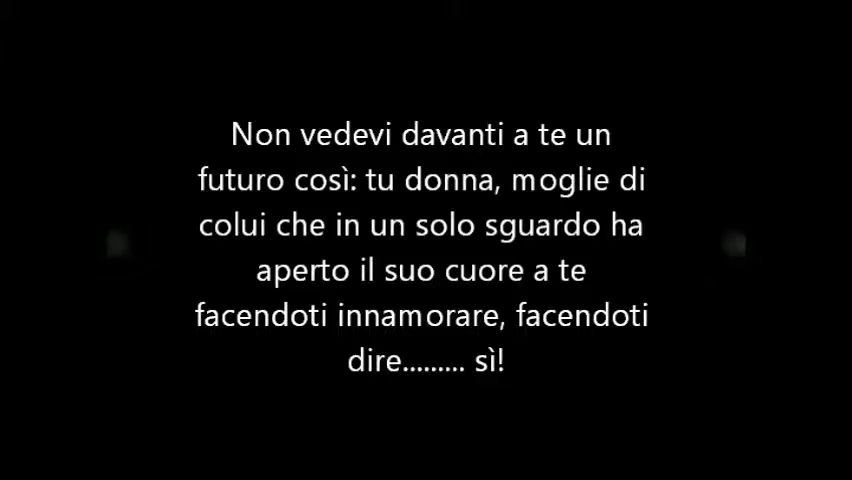 Non vedevi davanti a te un
futuro così: tu donna, moglie di
colui che in un solo sguardo ha
aperto il suo cuore a te
facendoti innamorare, facendoti
dire......... sì!